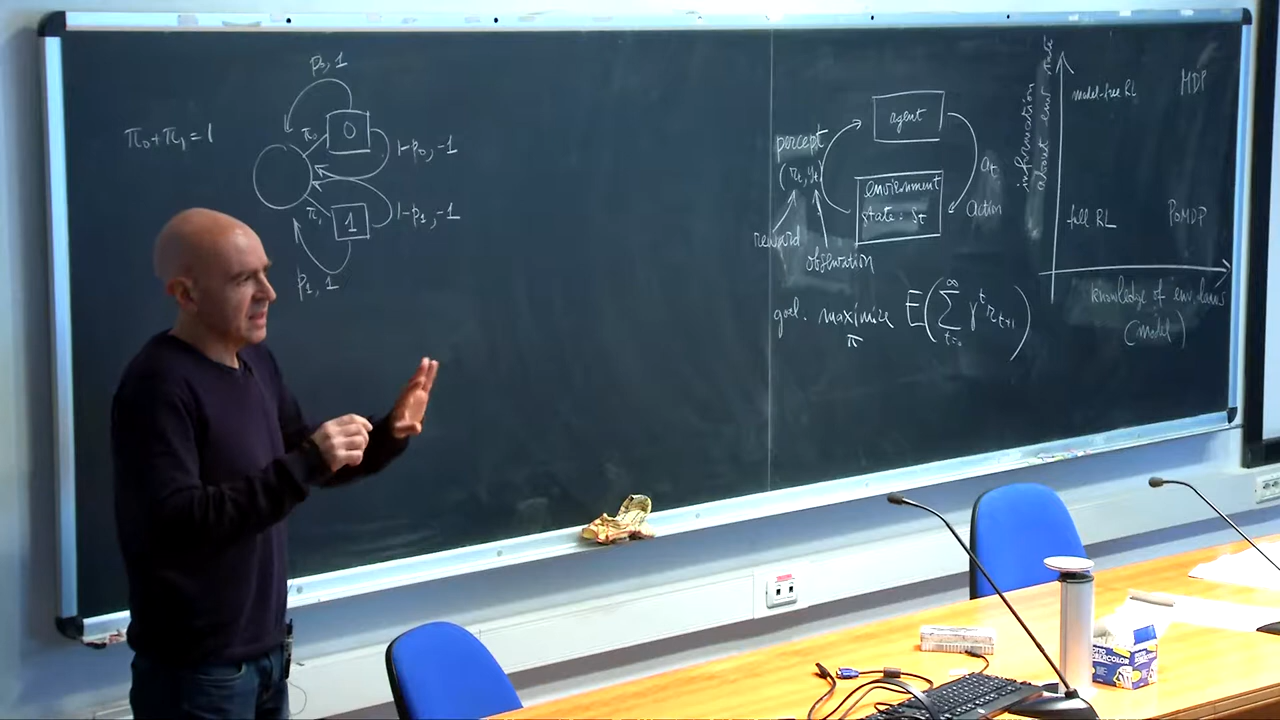 p₀, 1
π₀+π₁=1
π₀
0
1-p₀, -1
π₁
1
1-p₁, -1
p₁, 1
agent
percept
(r_t, y_t)
environment
state: S_t
a_t
action
reward
observation
goal. maximize E(∑ γ^t r_{t+1})
t=0
∞
π
information
about env state
model-free RL
MDP
full RL
PoMDP
knowledge of env. dyns
(model)